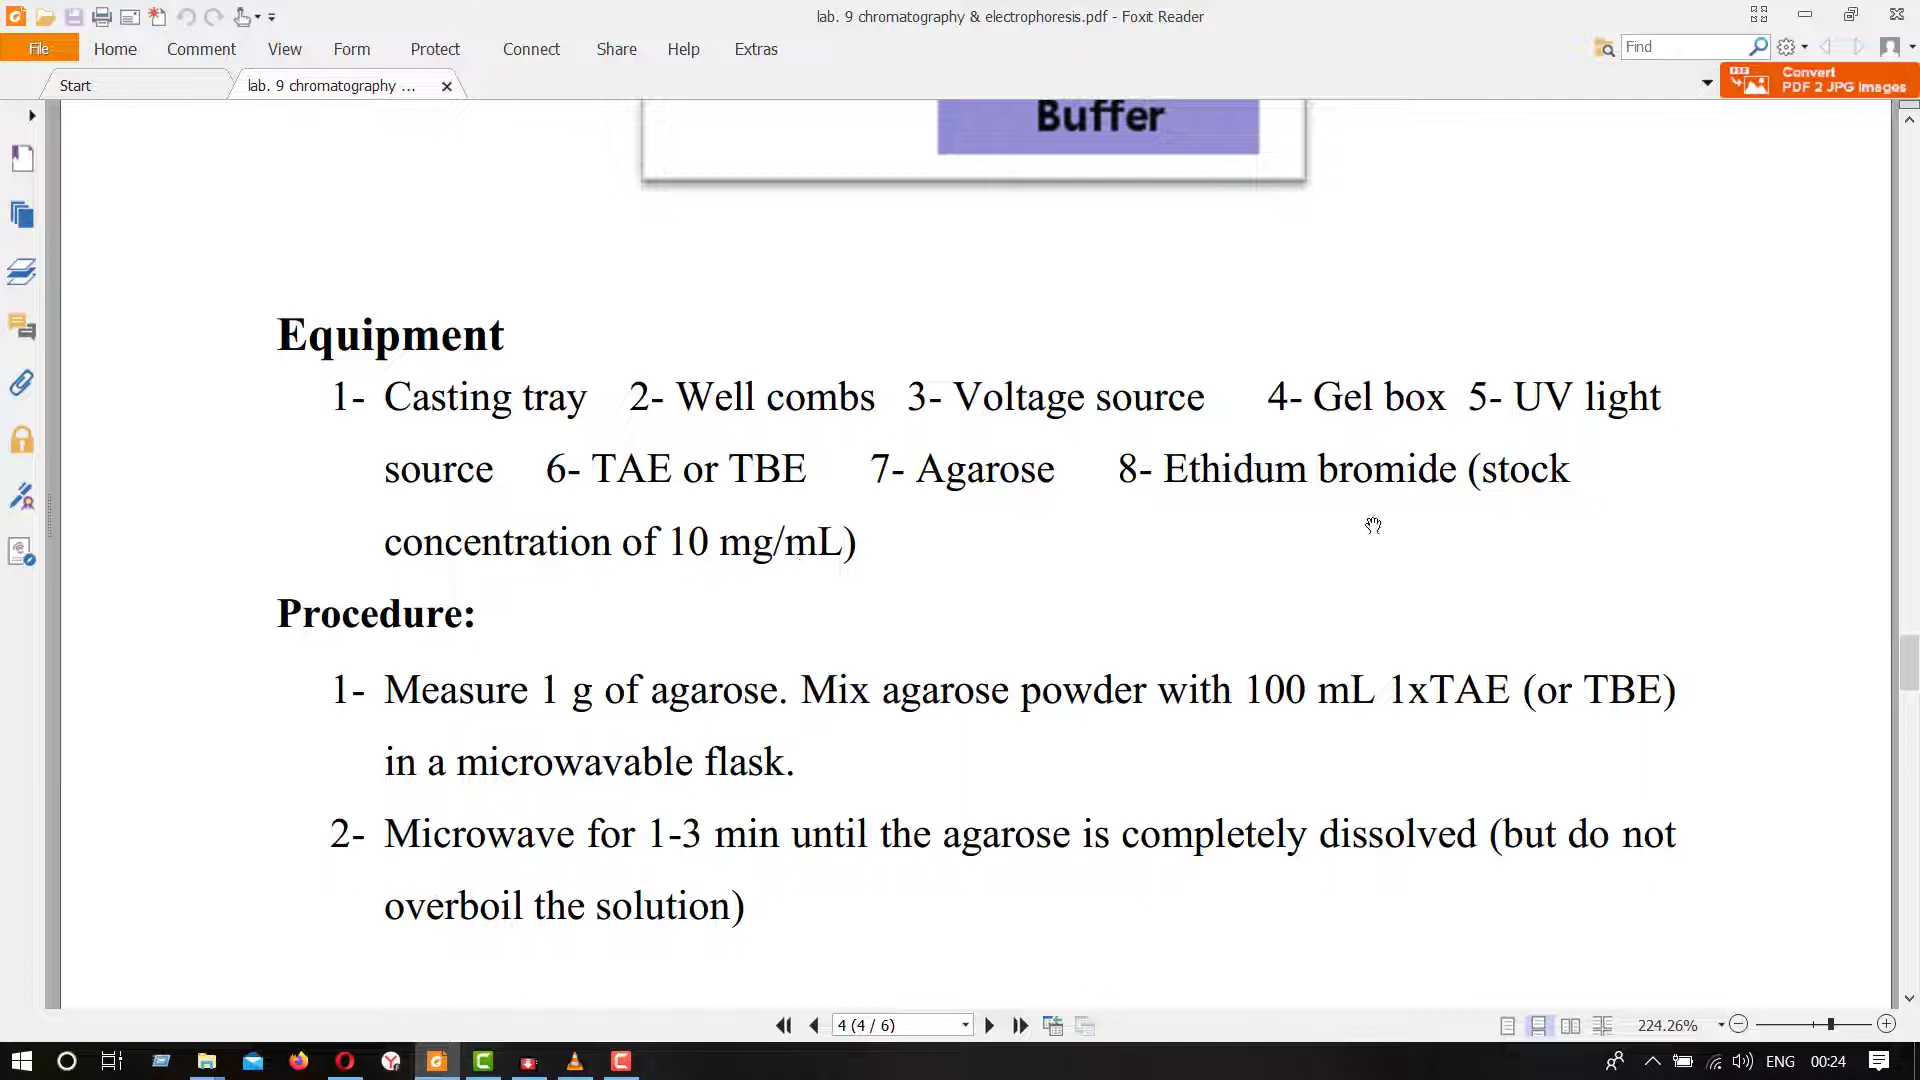 lab. 9 chromatography & electrophoresis.pdf - Foxit Reader
File Home Comment View Form Protect Connect Share Help Extras
Find
Start lab. 9 chromatography ...
Convert
PDF 2 JPG Images
Buffer
Equipment
1- Casting tray 2- Well combs 3- Voltage source 4- Gel box 5- UV light
source 6- TAE or TBE 7- Agarose 8- Ethidum bromide (stock
concentration of 10 mg/mL)
Procedure:
1- Measure 1 g of agarose. Mix agarose powder with 100 mL 1xTAE (or TBE)
in a microwavable flask.
2- Microwave for 1-3 min until the agarose is completely dissolved (but do not
overboil the solution)
4 (4 / 6)
224.26%
ENG 00:24